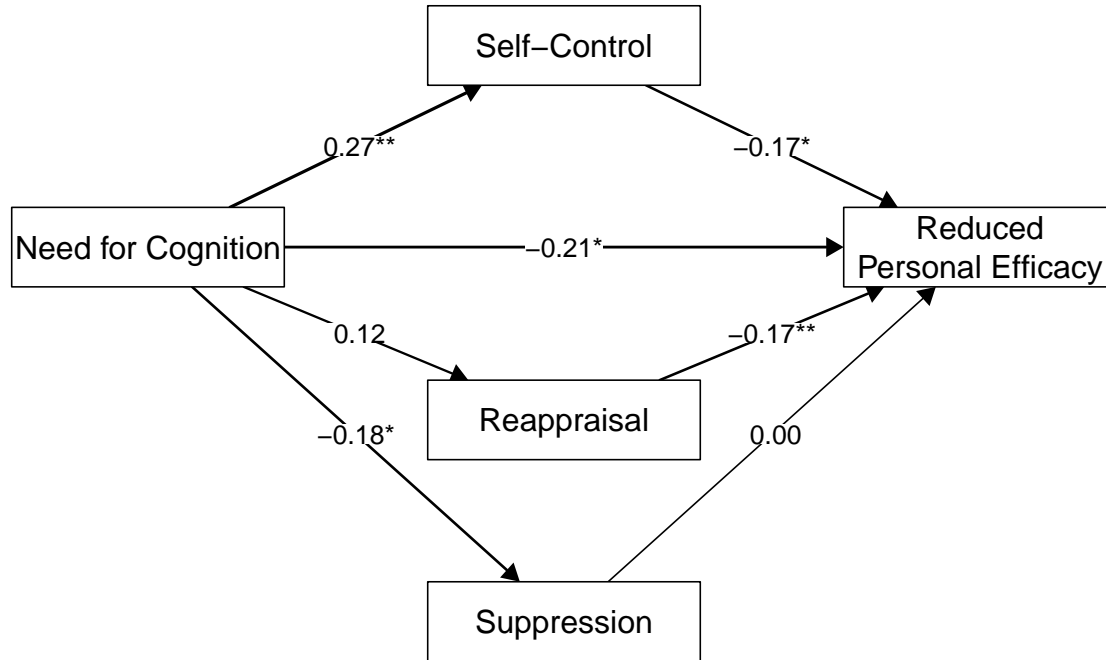 Self−Control
0.27**
−0.17*
Need for Cognition
−0.21*
Reduced
Personal Efficacy
0.12
−0.17**
Reappraisal
−0.18*
0.00
Suppression